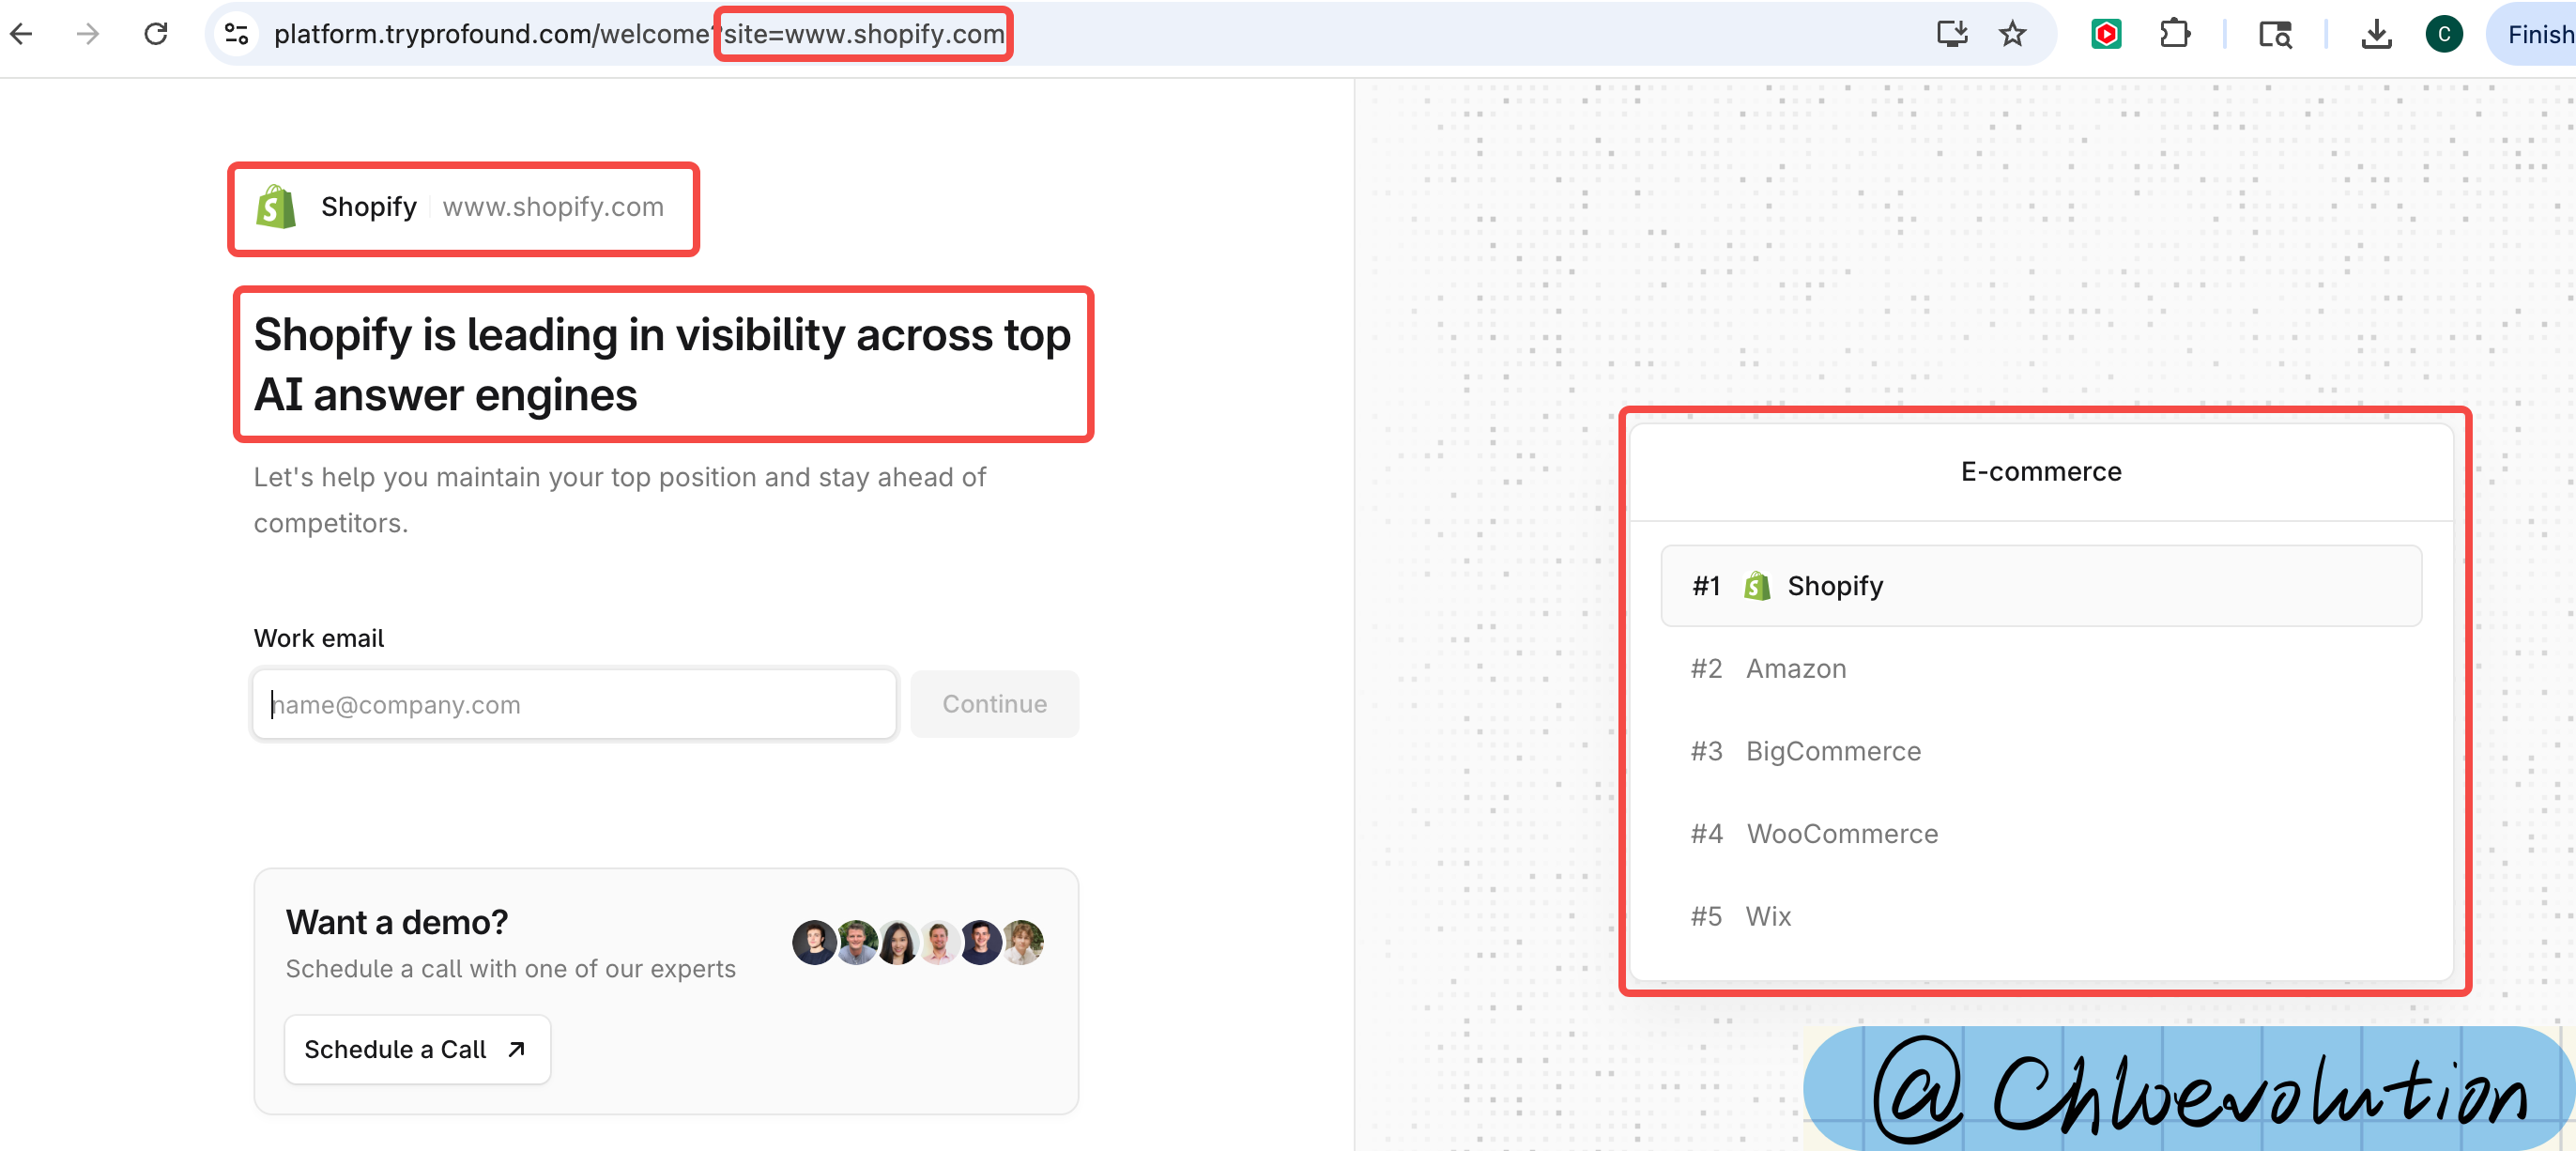 platform.tryprofound.com/welcome?site=www.shopify.com
C
Finish
Shopify www.shopify.com
Shopify is leading in visibility across top
AI answer engines
Let's help you maintain your top position and stay ahead of
competitors.
Work email
name@company.com
Continue
Want a demo?
Schedule a call with one of our experts
Schedule a Call
E-commerce
#1 Shopify
#2 Amazon
#3 BigCommerce
#4 WooCommerce
#5 Wix
@Chloevolution